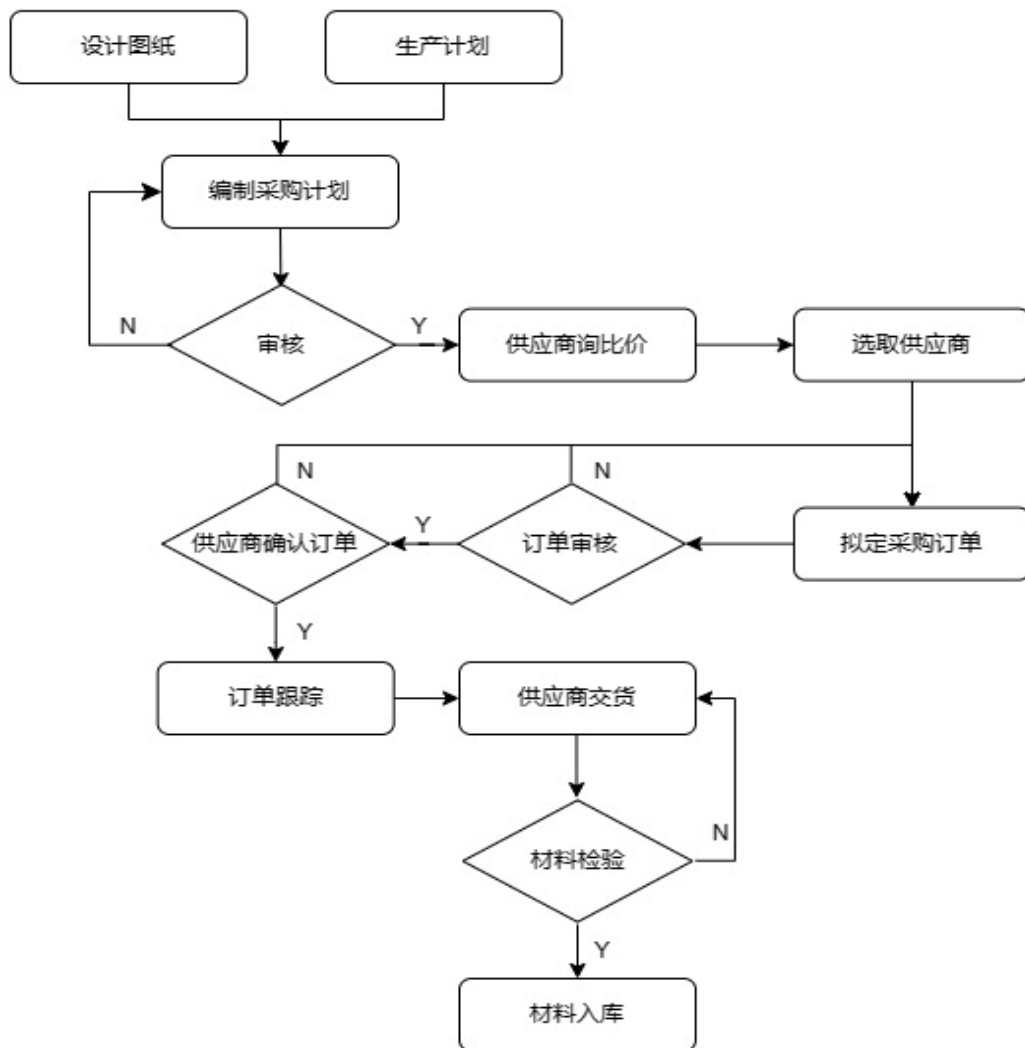 设计图纸
生产计划
编制采购计划
审核
N
Y
供应商询比价
选取供应商
N
N
供应商确认订单
Y
订单审核
拟定采购订单
Y
订单跟踪
供应商交货
材料检验
N
Y
材料入库